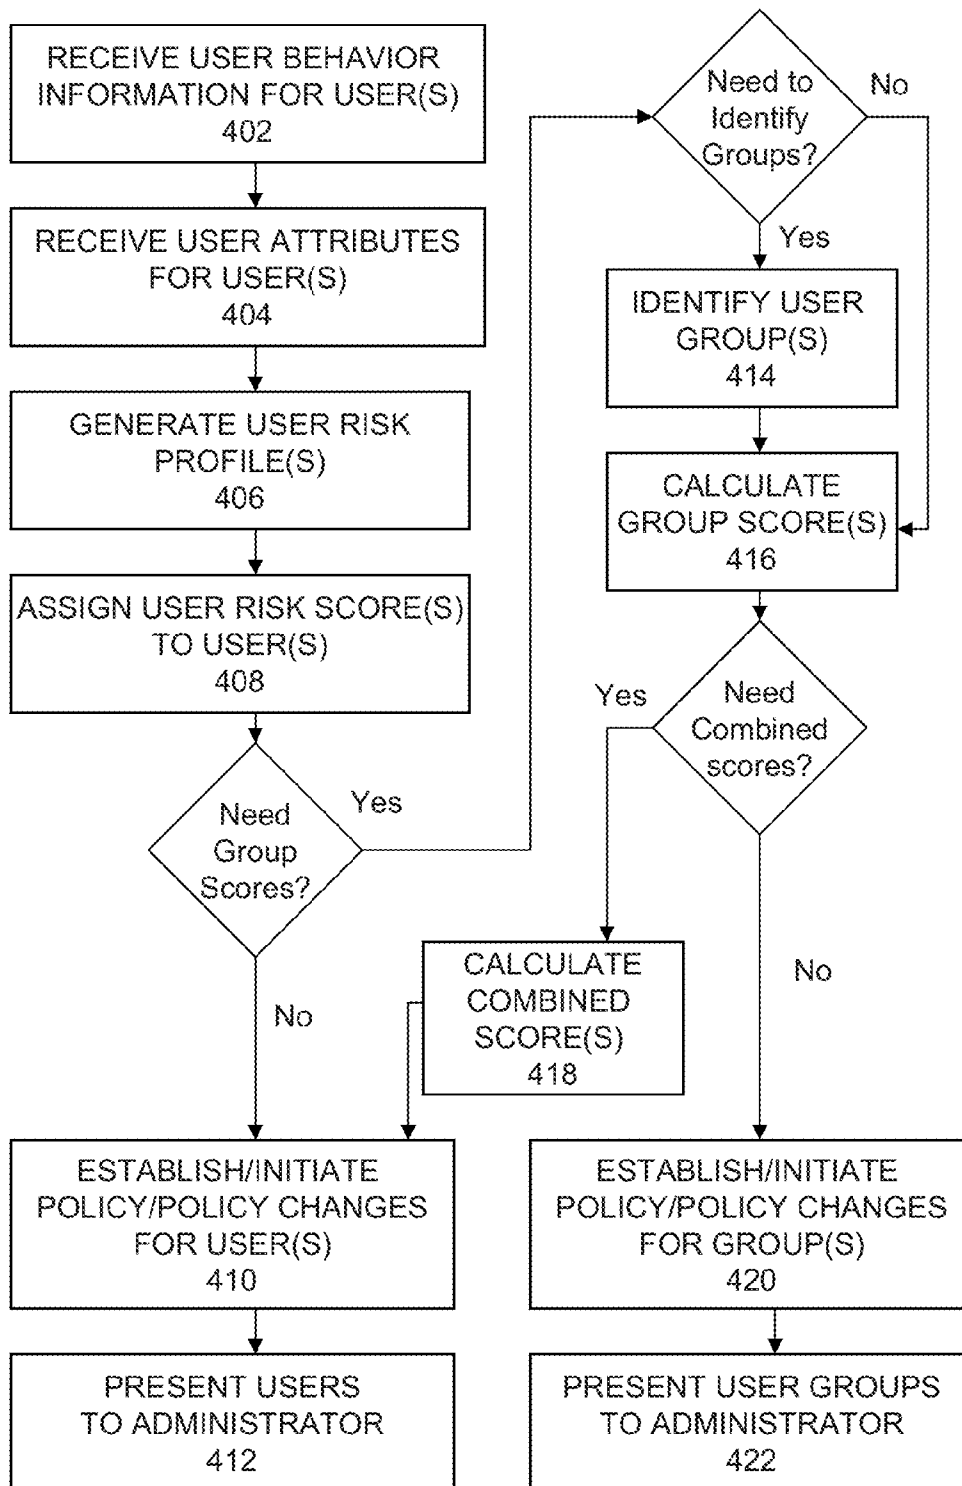 RECEIVE USER BEHAVIOR
INFORMATION FOR USER(S)
402
RECEIVE USER ATTRIBUTES
FOR USER(S)
404
GENERATE USER RISK
PROFILE(S)
406
ASSIGN USER RISK SCORE(S)
TO USER(S)
408
Need
Group
Scores?
Yes
No
Need to
Identify
Groups?
No
Yes
IDENTIFY USER
GROUP(S)
414
CALCULATE
GROUP SCORE(S)
416
Need
Combined
scores?
Yes
No
CALCULATE
COMBINED
SCORE(S)
418
ESTABLISH/INITIATE
POLICY/POLICY CHANGES
FOR USER(S)
410
PRESENT USERS
TO ADMINISTRATOR
412
ESTABLISH/INITIATE
POLICY/POLICY CHANGES
FOR GROUP(S)
420
PRESENT USER GROUPS
TO ADMINISTRATOR
422